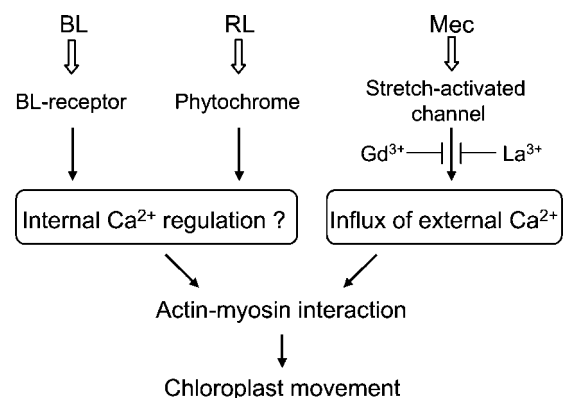 BL RL Mec
BL-receptor Phytochrome Stretch-activated
channel
Gd³⁺ La³⁺
Internal Ca²⁺ regulation ? Influx of external Ca²⁺
Actin-myosin interaction
Chloroplast movement